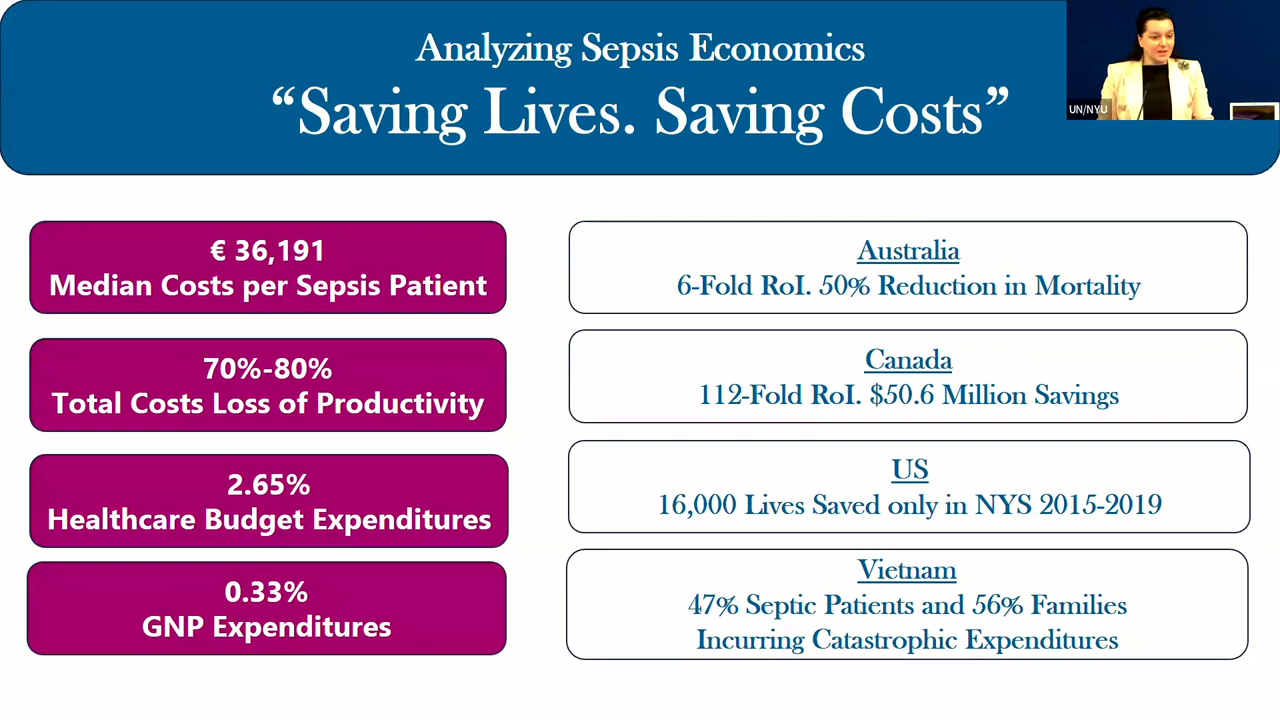 Analyzing Sepsis Economics
“Saving Lives. Saving Costs”
UN/NYU
€ 36,191
Median Costs per Sepsis Patient
70%-80%
Total Costs Loss of Productivity
2.65%
Healthcare Budget Expenditures
0.33%
GNP Expenditures
Australia
6-Fold RoI. 50% Reduction in Mortality
Canada
112-Fold RoI. $50.6 Million Savings
US
16,000 Lives Saved only in NYS 2015-2019
Vietnam
47% Septic Patients and 56% Families
Incurring Catastrophic Expenditures